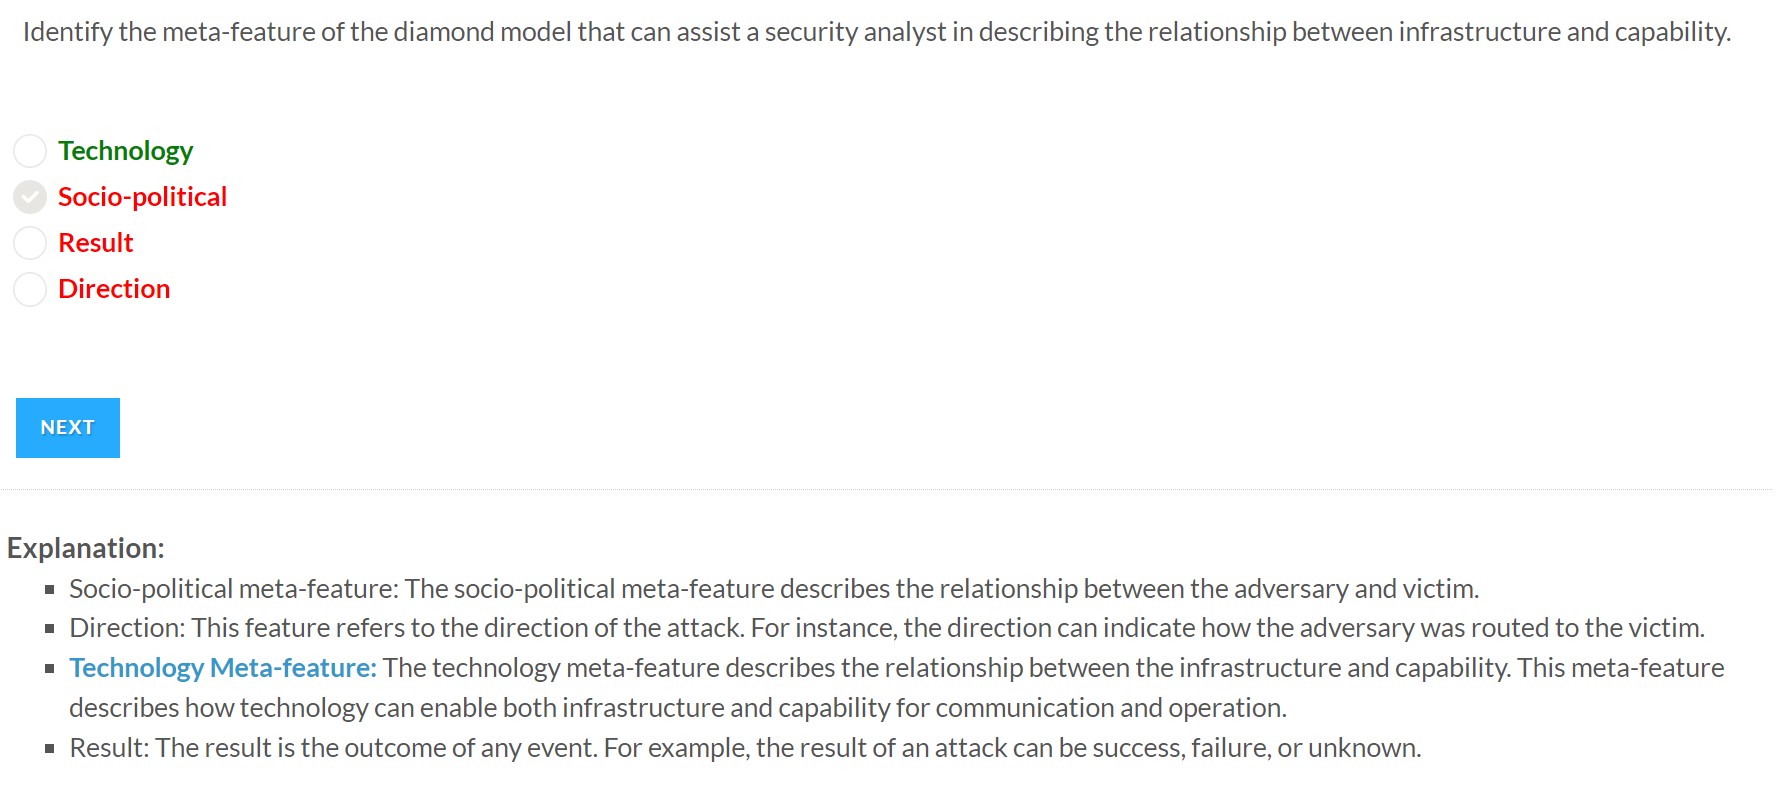 Identify the meta-feature of the diamond model that can assist a security analyst in describing the relationship between infrastructure and capability.
Technology
Socio-political
Result
Direction
NEXT
Explanation:
Socio-political meta-feature: The socio-political meta-feature describes the relationship between the adversary and victim.
Direction: This feature refers to the direction of the attack. For instance, the direction can indicate how the adversary was routed to the victim.
Technology Meta-feature: The technology meta-feature describes the relationship between the infrastructure and capability. This meta-feature
describes how technology can enable both infrastructure and capability for communication and operation.
Result: The result is the outcome of any event. For example, the result of an attack can be success, failure, or unknown.